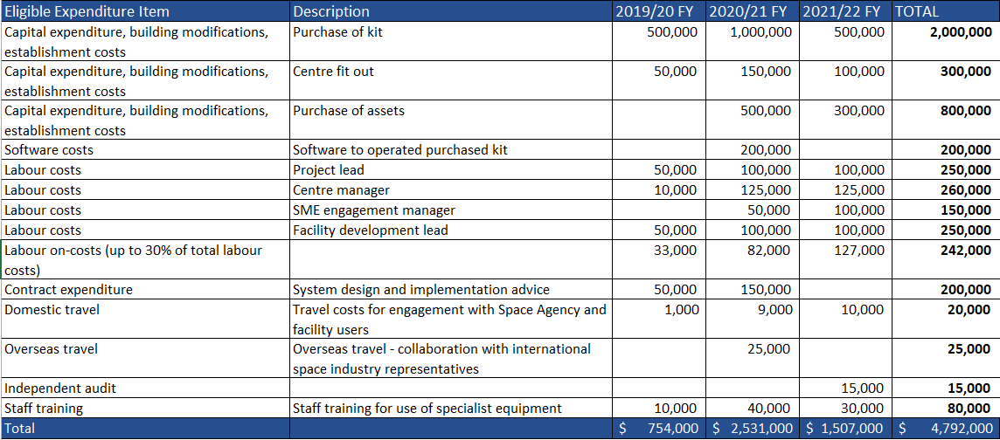 Eligible Expenditure Item Description 2019/20 FY 2020/21 FY 2021/22 FY TOTAL
Capital expenditure, building modifications, Purchase of kit 500,000 1,000,000 500,000 2,000,000
establishment costs
Capital expenditure, building modifications, Centre fit out 50,000 150,000 100,000 300,000
establishment costs
Capital expenditure, building modifications, Purchase of assets 500,000 300,000 800,000
establishment costs
Software costs Software to operated purchased kit 200,000 200,000
Labour costs Project lead 50,000 100,000 100,000 250,000
Labour costs Centre manager 10,000 125,000 125,000 260,000
Labour costs SME engagement manager 50,000 100,000 150,000
Labour costs Facility development lead 50,000 100,000 100,000 250,000
Labour on-costs (up to 30% of total labour 33,000 82,000 127,000 242,000
costs)
Contract expenditure System design and implementation advice 50,000 150,000 200,000
Domestic travel Travel costs for engagement with Space Agency and 1,000 9,000 10,000 20,000
facility users
Overseas travel Overseas travel - collaboration with international 25,000 25,000
space industry representatives
Independent audit 15,000 15,000
Staff training Staff training for use of specialist equipment 10,000 40,000 30,000 80,000
Total $ 754,000 $ 2,531,000 $ 1,507,000 $ 4,792,000